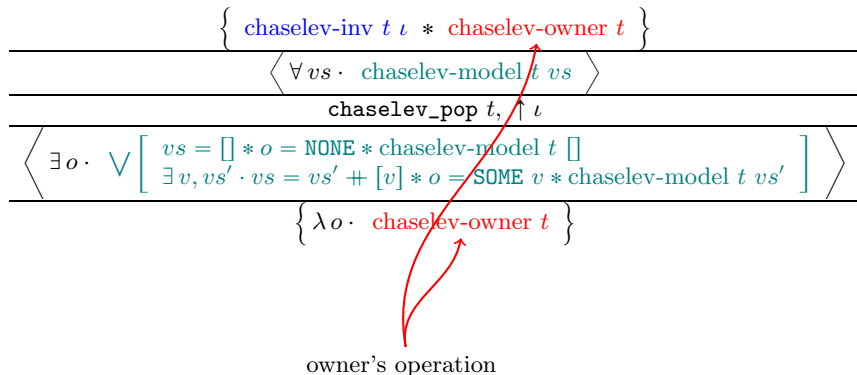 { chaselev-inv t ι * chaselev-owner t }
⟨ ∀ vs · chaselev-model t vs ⟩
chaselev_pop t, ↑ ι
⟨ ∃ o · ⋁ [ vs = [] * o = NONE * chaselev-model t []
∃ v, vs′ · vs = vs′ ++ [v] * o = SOME v * chaselev-model t vs′ ] ⟩
{ λ o · chaselev-owner t }
owner's operation